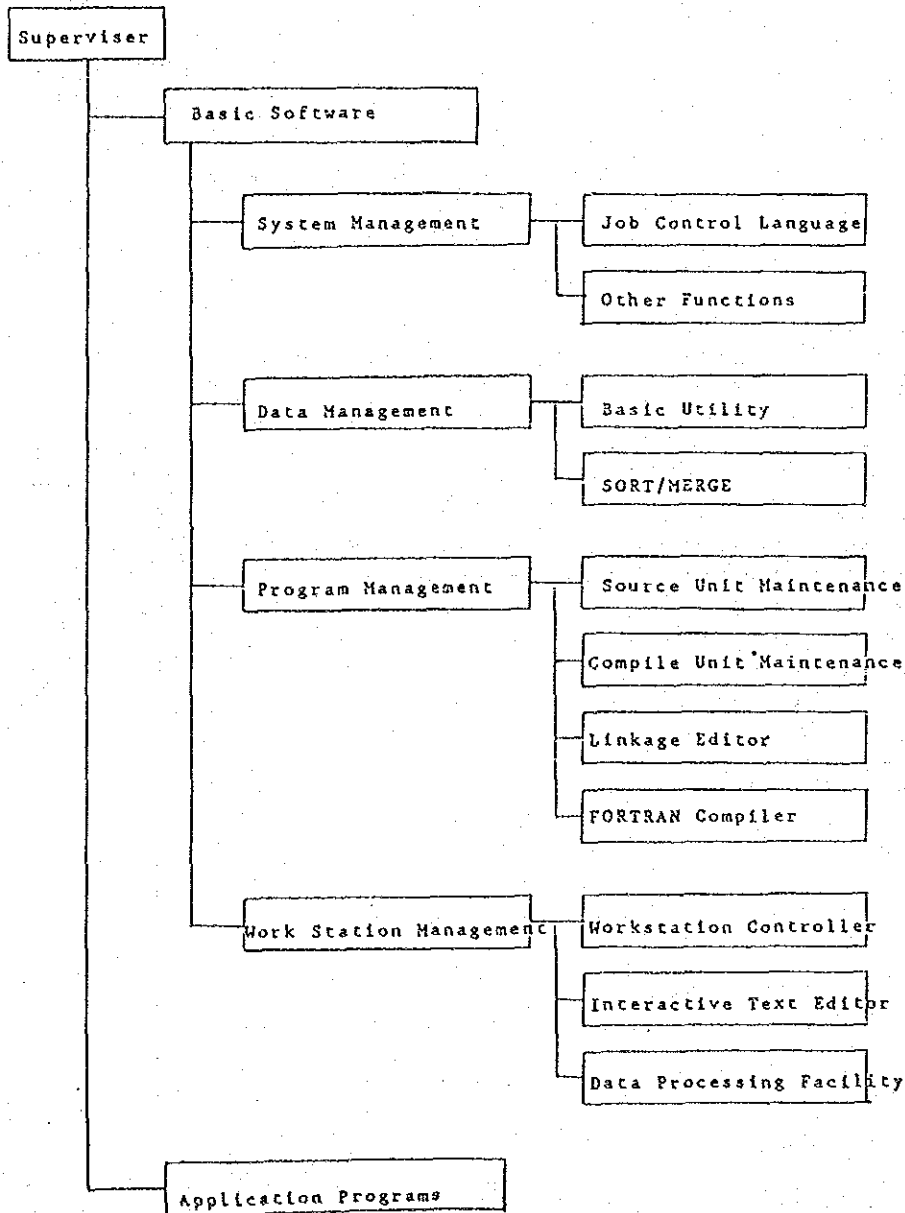 Superviser
Basic Software
System Management
Job Control Language
Other Functions
Data Management
Basic Utility
SORT/MERGE
Program Management
Source Unit Maintenance
Compile Unit Maintenance
Linkage Editor
FORTRAN Compiler
Work Station Management
Workstation Controller
Interactive Text Editor
Data Processing Facility
Application Programs